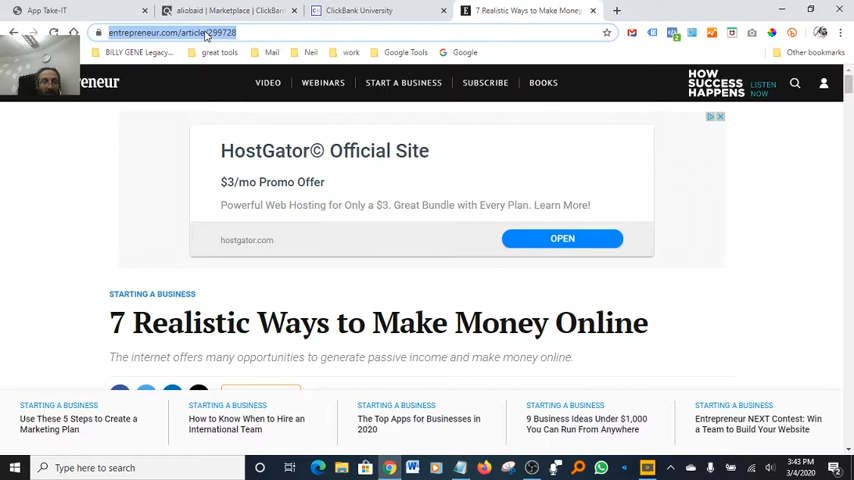 App Take-IT
aliobaid | Marketplace | ClickBan
ClickBank University
7 Realistic Ways to Make Money
entrepreneur.com/article/299728
BILLY GENE Legacy...
great tools
Mail
Neil
work
Google Tools
Google
Other bookmarks
preneur
VIDEO
WEBINARS
START A BUSINESS
SUBSCRIBE
BOOKS
HOW
SUCCESS
HAPPENS
LISTEN
NOW
HostGator© Official Site
$3/mo Promo Offer
Powerful Web Hosting for Only a $3. Great Bundle with Every Plan. Learn More!
hostgator.com
OPEN
STARTING A BUSINESS
7 Realistic Ways to Make Money Online
The internet offers many opportunities to generate passive income and make money online.
STARTING A BUSINESS
Use These 5 Steps to Create a
Marketing Plan
STARTING A BUSINESS
How to Know When to Hire an
International Team
STARTING A BUSINESS
The Top Apps for Businesses in
2020
STARTING A BUSINESS
9 Business Ideas Under $1,000
You Can Run From Anywhere
STARTING A BUSINESS
Entrepreneur NEXT Contest: Win
a Team to Build Your Website
Type here to search
3:43 PM
3/4/2020